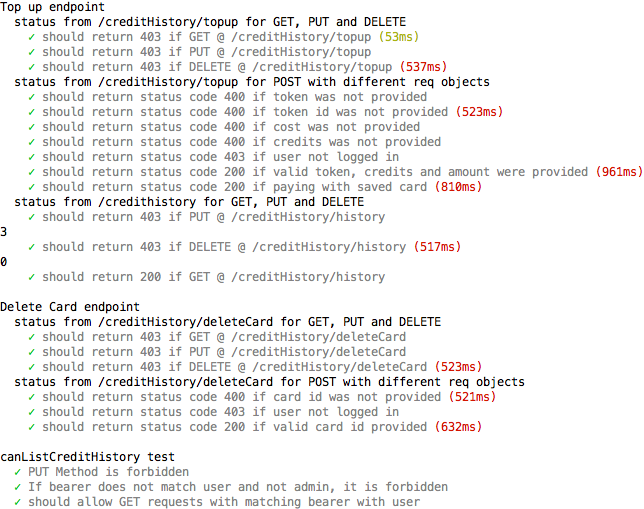 Top up endpoint
status from /creditHistory/topup for GET, PUT and DELETE
✓ should return 403 if GET @ /creditHistory/topup (53ms)
✓ should return 403 if PUT @ /creditHistory/topup
✓ should return 403 if DELETE @ /creditHistory/topup (537ms)
status from /creditHistory/topup for POST with different req objects
✓ should return status code 400 if token was not provided
✓ should return status code 400 if token id was not provided (523ms)
✓ should return status code 400 if cost was not provided
✓ should return status code 400 if credits was not provided
✓ should return status code 403 if user not logged in
✓ should return status code 200 if valid token, credits and amount were provided (961ms)
✓ should return status code 200 if paying with saved card (810ms)
status from /credithistory for GET, PUT and DELETE
✓ should return 403 if PUT @ /creditHistory/history
3
✓ should return 403 if DELETE @ /creditHistory/history (517ms)
0
✓ should return 200 if GET @ /creditHistory/history
Delete Card endpoint
status from /creditHistory/deleteCard for GET, PUT and DELETE
✓ should return 403 if GET @ /creditHistory/deleteCard
✓ should return 403 if PUT @ /creditHistory/deleteCard
✓ should return 403 if DELETE @ /creditHistory/deleteCard (523ms)
status from /creditHistory/deleteCard for POST with different req objects
✓ should return status code 400 if card id was not provided (521ms)
✓ should return status code 403 if user not logged in
✓ should return status code 200 if valid card id provided (632ms)
canListCreditHistory test
✓ PUT Method is forbidden
✓ If bearer does not match user and not admin, it is forbidden
✓ should allow GET requests with matching bearer with user